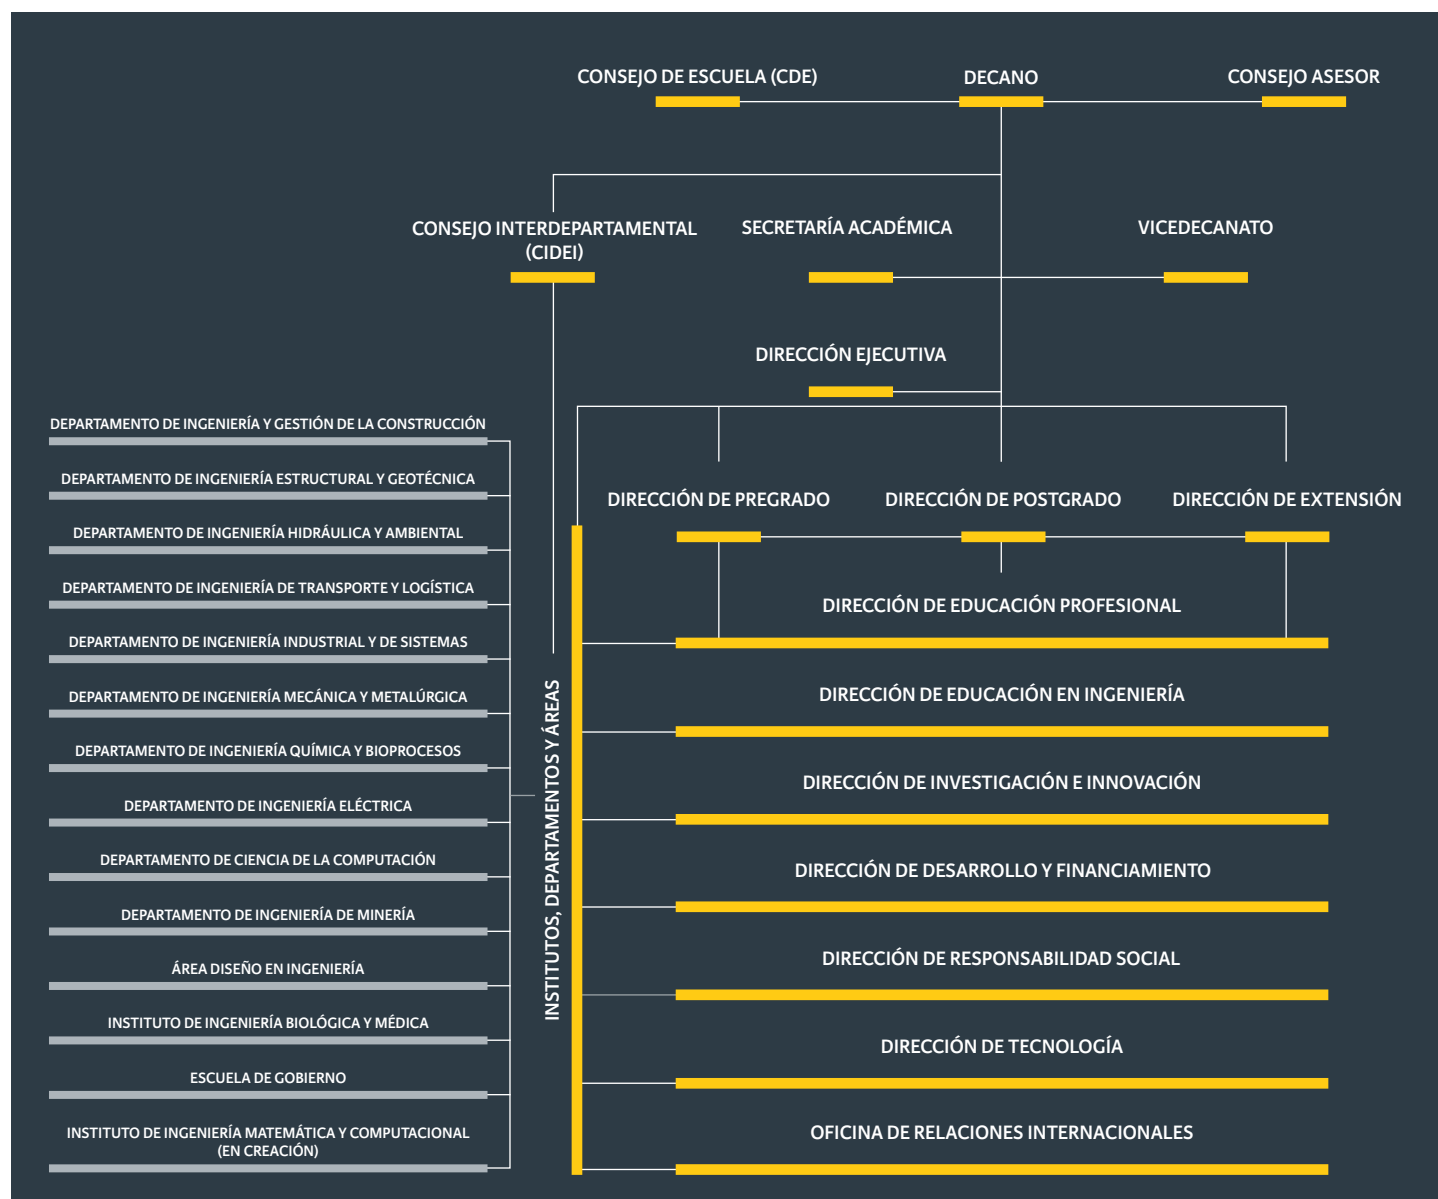 CONSEJO DE ESCUELA (CDE)
DECANO
CONSEJO ASESOR
CONSEJO INTERDEPARTAMENTAL
(CIDEI)
SECRETARÍA ACADÉMICA
VICEDECANATO
DIRECCIÓN EJECUTIVA
DIRECCIÓN DE PREGRADO
DIRECCIÓN DE POSTGRADO
DIRECCIÓN DE EXTENSIÓN
DEPARTAMENTO DE INGENIERÍA Y GESTIÓN DE LA CONSTRUCCIÓN
DEPARTAMENTO DE INGENIERÍA ESTRUCTURAL Y GEOTÉCNICA
DEPARTAMENTO DE INGENIERÍA HIDRÁULICA Y AMBIENTAL
DEPARTAMENTO DE INGENIERÍA DE TRANSPORTE Y LOGÍSTICA
DEPARTAMENTO DE INGENIERÍA INDUSTRIAL Y DE SISTEMAS
DEPARTAMENTO DE INGENIERÍA MECÁNICA Y METALÚRGICA
DEPARTAMENTO DE INGENIERÍA QUÍMICA Y BIOPROCESOS
DEPARTAMENTO DE INGENIERÍA ELÉCTRICA
DEPARTAMENTO DE CIENCIA DE LA COMPUTACIÓN
DEPARTAMENTO DE INGENIERÍA DE MINERÍA
ÁREA DISEÑO EN INGENIERÍA
INSTITUTO DE INGENIERÍA BIOLÓGICA Y MÉDICA
ESCUELA DE GOBIERNO
INSTITUTO DE INGENIERÍA MATEMÁTICA Y COMPUTACIONAL
(EN CREACIÓN)
INSTITUTOS, DEPARTAMENTOS Y ÁREAS
DIRECCIÓN DE EDUCACIÓN PROFESIONAL
DIRECCIÓN DE EDUCACIÓN EN INGENIERÍA
DIRECCIÓN DE INVESTIGACIÓN E INNOVACIÓN
DIRECCIÓN DE DESARROLLO Y FINANCIAMIENTO
DIRECCIÓN DE RESPONSABILIDAD SOCIAL
DIRECCIÓN DE TECNOLOGÍA
OFICINA DE RELACIONES INTERNACIONALES